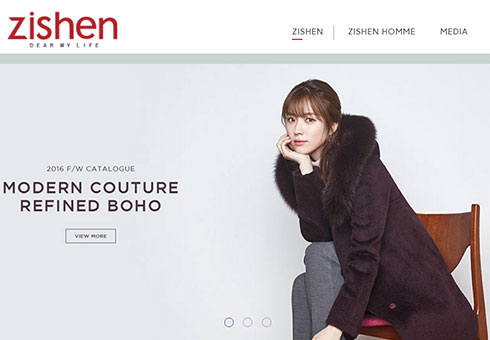 zishen
DEAR MY LIFE
ZISHEN
ZISHEN HOMME
MEDIA
2016 F/W CATALOGUE
MODERN COUTURE
REFINED BOHO
VIEW MORE